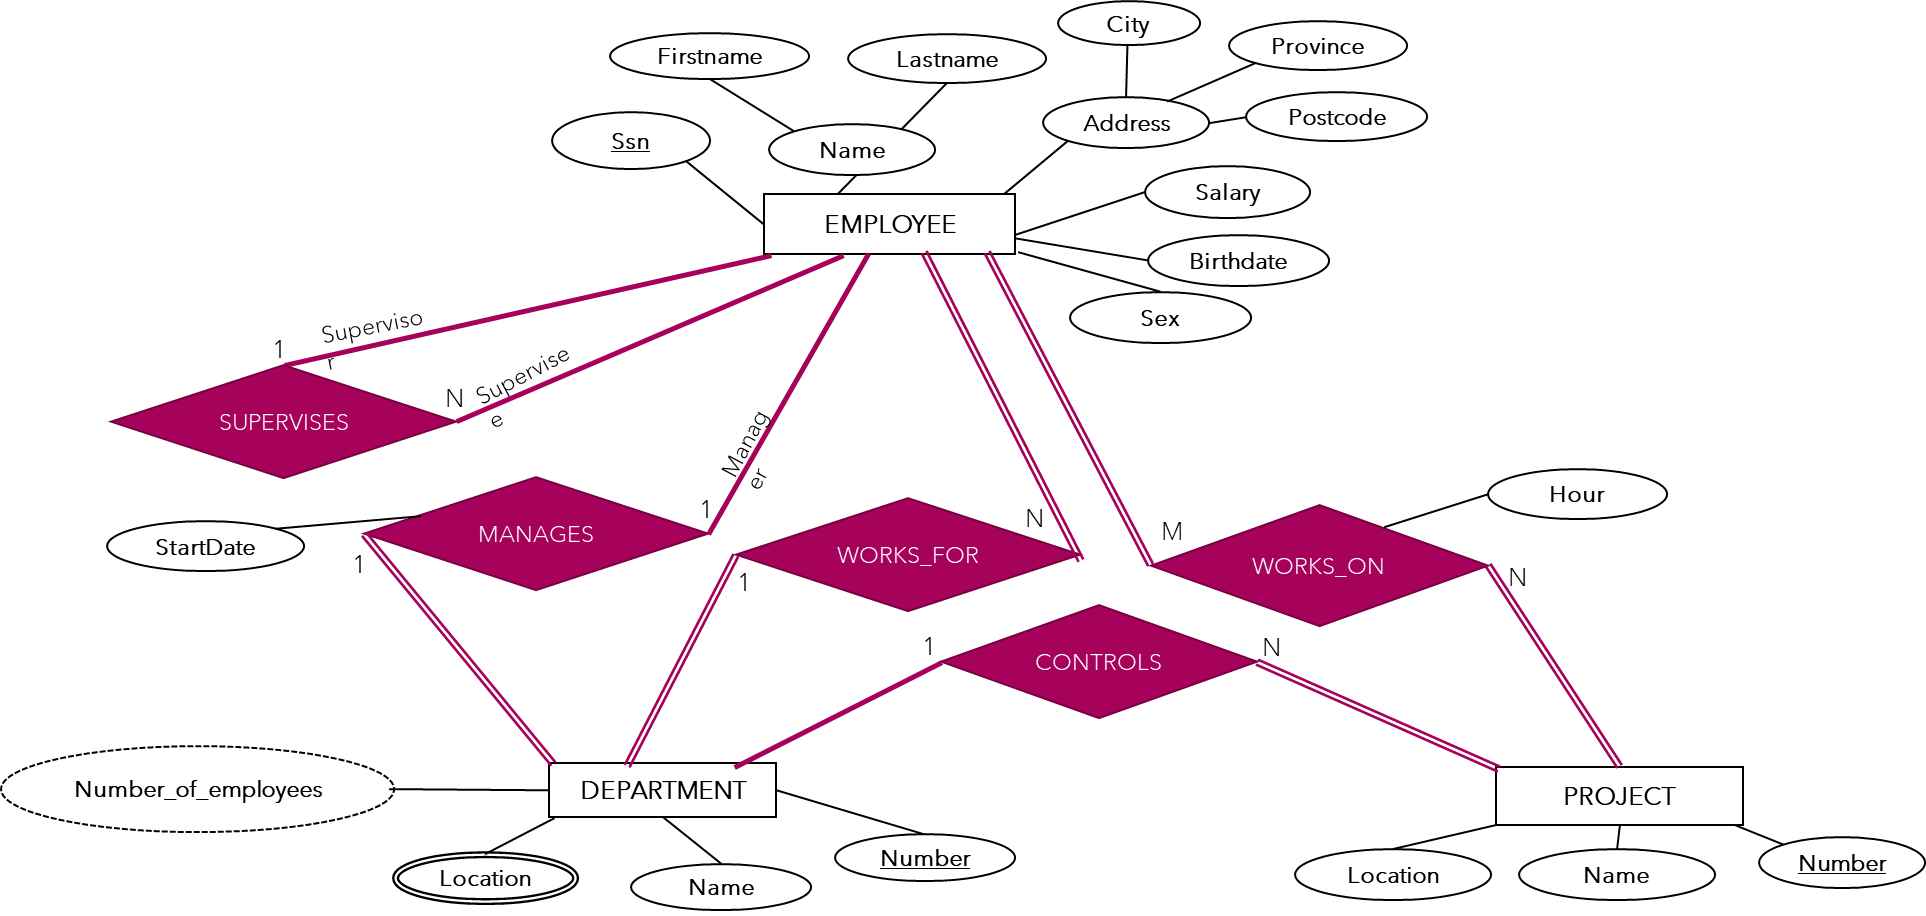 City
Firstname
Lastname
Province
Ssn
Name
Address
Postcode
Salary
EMPLOYEE
Birthdate
Sex
1
Superviso
r
N
Supervise
e
SUPERVISES
Manag
er
1
StartDate
MANAGES
1
N
WORKS_FOR
1
M
Hour
WORKS_ON
N
1
CONTROLS
N
Number_of_employees
DEPARTMENT
PROJECT
Location
Name
Number
Location
Name
Number